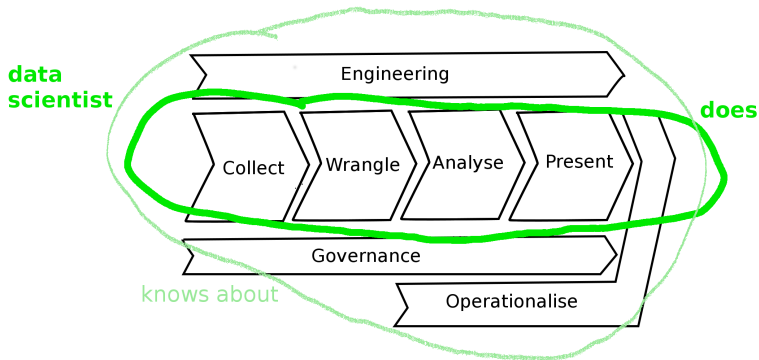 Engineering
data
scientist
does
Collect
Wrangle
Analyse
Present
Governance
knows about
Operationalise